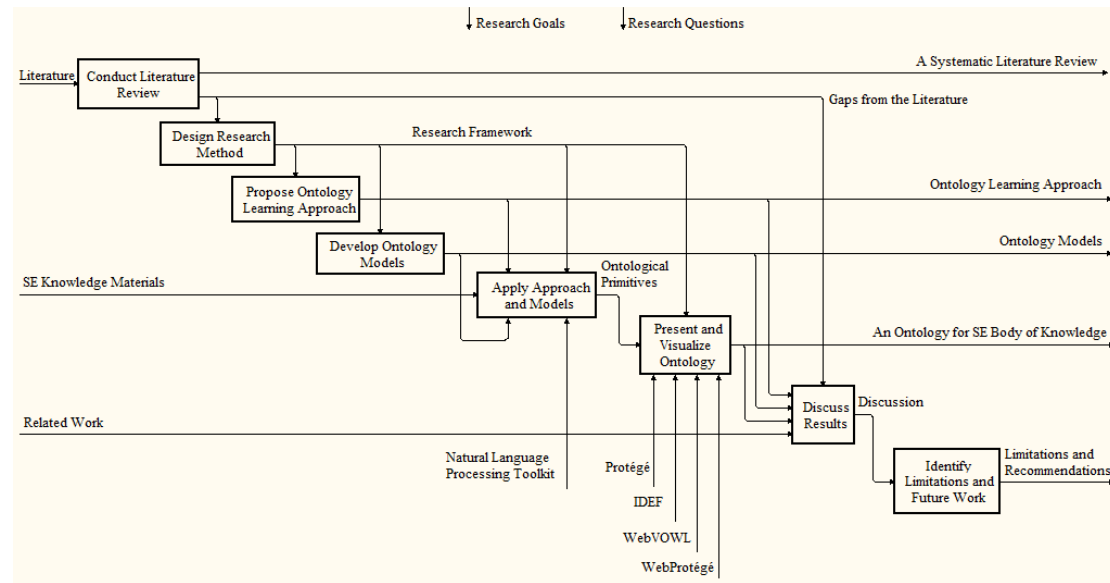 Research Goals
Research Questions
A Systematic Literature Review
Literature
Conduct Literature
Review
Gaps from the Literature
Design Research
Method
Research Framework
Propose Ontology
Learning Approach
Ontology Learning Approach
Develop Ontology
Models
Ontology Models
SE Knowledge Materials
Apply Approach
and Models
Ontological
Primitives
Present and
Visualize
Ontology
An Ontology for SE Body of Knowledge
Related Work
Discuss
Results
Discussion
Natural Language
Processing Toolkit
Protégé
IDEF
WebVOWL
WebProtégé
Identify
Limitations and
Future Work
Limitations and
Recommendations